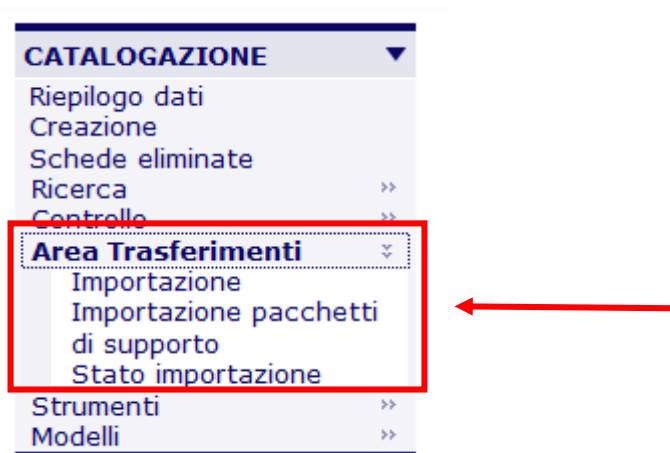 CATALOGAZIONE
Riepilogo dati
Creazione
Schede eliminate
Ricerca
Controllo
Area Trasferimenti
Importazione
Importazione pacchetti
di supporto
Stato importazione
Strumenti
Modelli